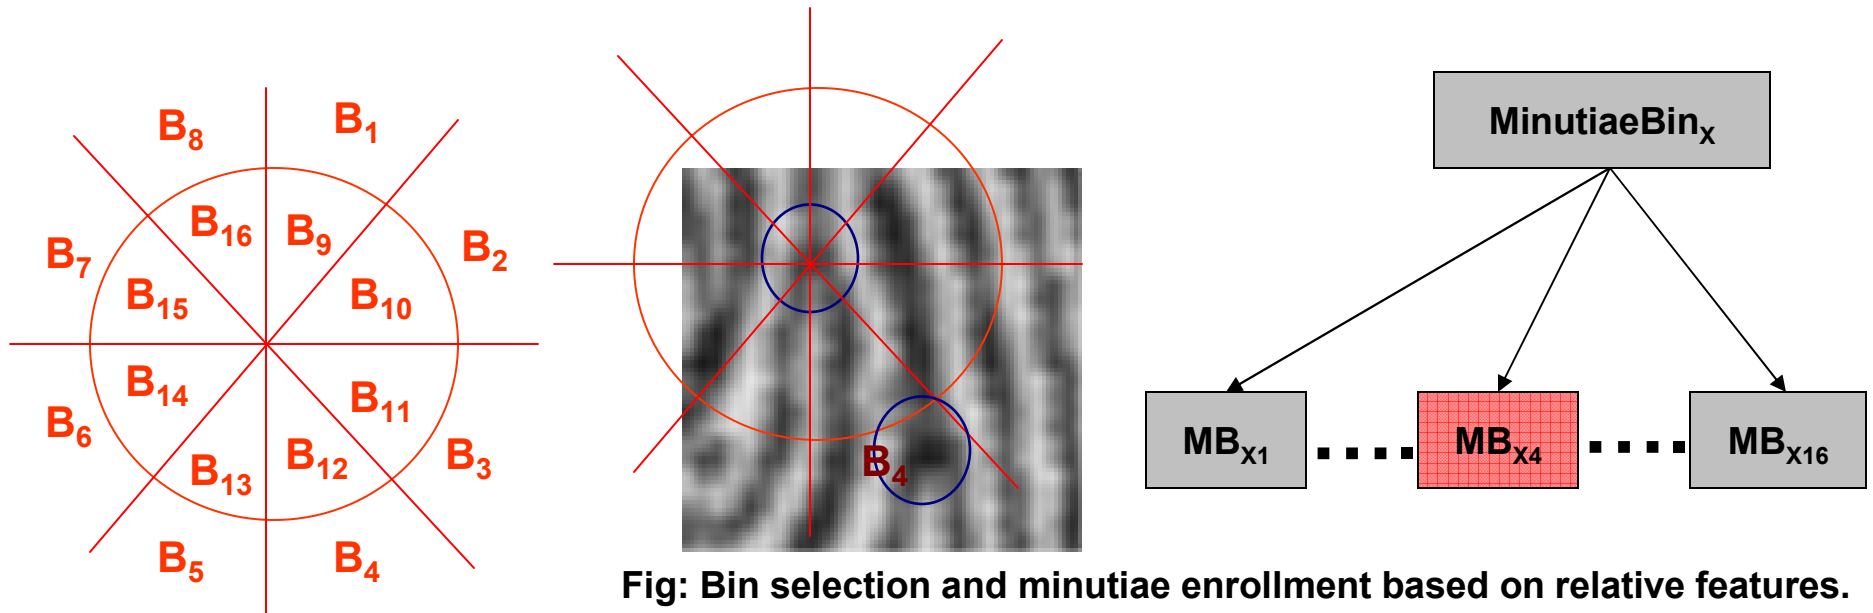 B8 B1
B16 B9
B7 B2
B15 B10
B14 B11
B6 B3
B13 B12
B5 B4
B4
MinutiaeBinX
MBX1 MBX4 MBX16
Fig: Bin selection and minutiae enrollment based on relative features.